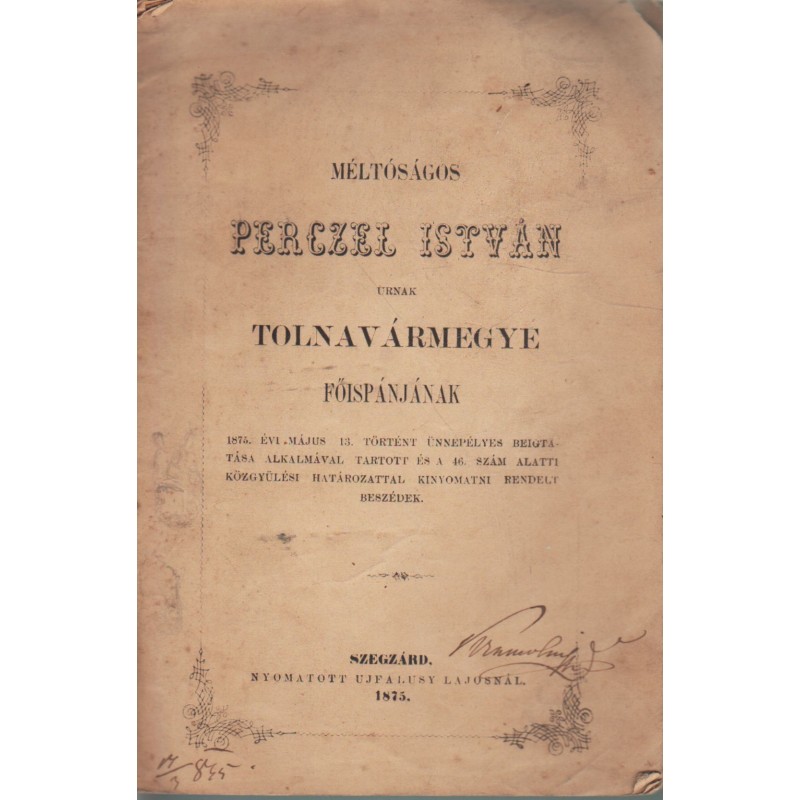 MÉLTÓSÁGOS
PERCZEL ISTVÁN
URNAK
TOLNAVÁRMEGYE
FŐISPÁNJÁNAK
1875. ÉVI MÁJUS 13. TÖRTÉNT ÜNNEPÉLYES BEIGTA-
TÁSA ALKALMÁVAL TARTOTT ÉS A 46. SZÁM ALATTI
KÖZGYÜLÉSI HATÁROZATTAL KINYOMATNI RENDELT
BESZÉDEK.
SZEGZÁRD,
NYOMATOTT UJFALUSY LAJOSNÁL.
1875.